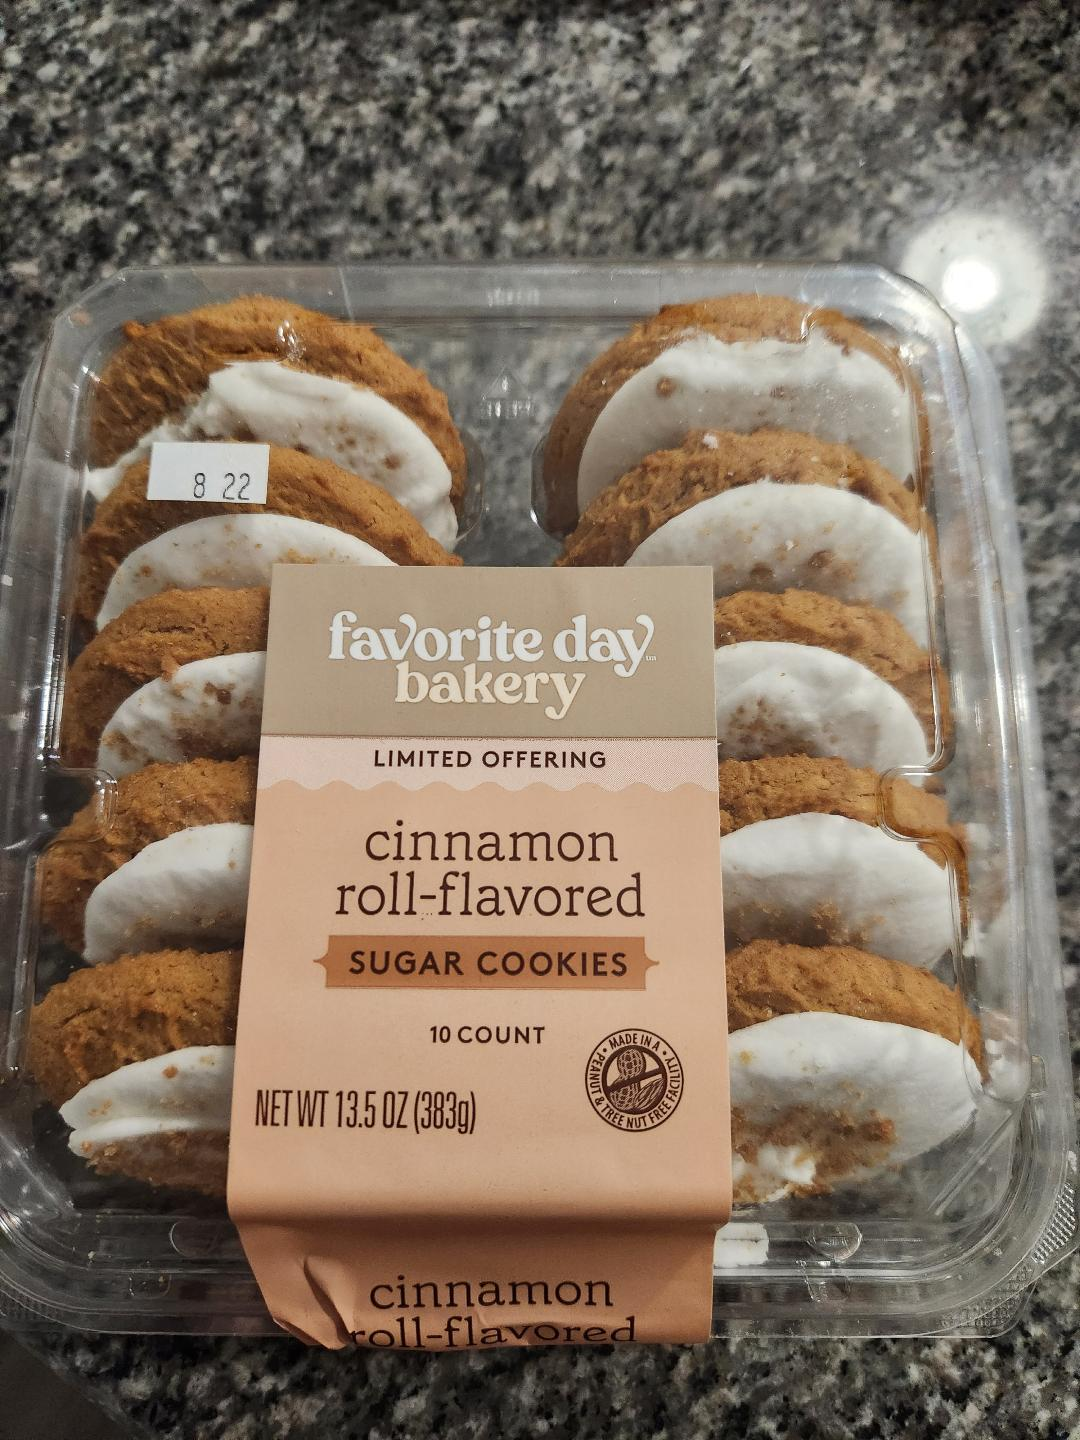 8 22
favorite day™
bakery
LIMITED OFFERING
cinnamon
roll-flavored
SUGAR COOKIES
10 COUNT
NET WT 13.5 OZ (383g)
• MADE IN A •
PEANUT & TREE NUT FREE FACILITY
cinnamon
roll-flavored